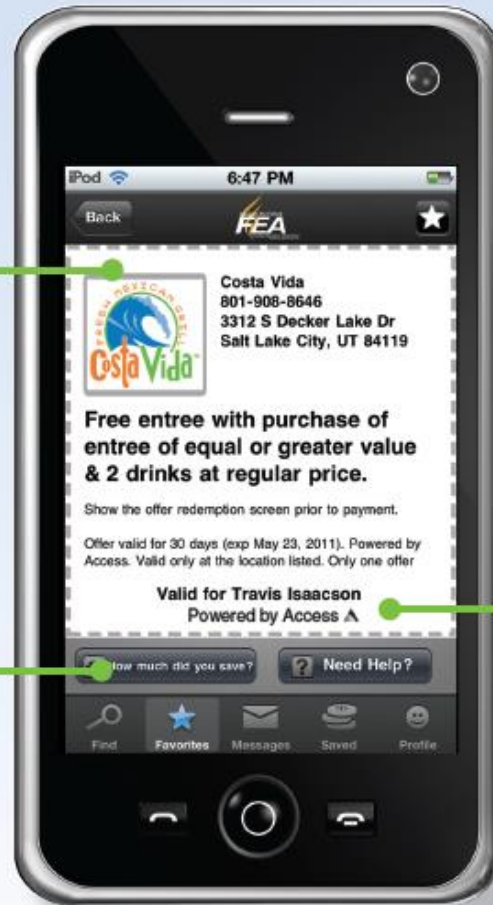 iPod 6:47 PM
Back
FEA
FRESH MEXICAN GRILL
Costa Vida
Costa Vida
801-908-8646
3312 S Decker Lake Dr
Salt Lake City, UT 84119
Free entree with purchase of
entree of equal or greater value
& 2 drinks at regular price.
Show the offer redemption screen prior to payment.
Offer valid for 30 days (exp May 23, 2011). Powered by
Access. Valid only at the location listed. Only one offer
Valid for Travis Isaacson
Powered by Access
How much did you save? ? Need Help?
Find Favorites Messages Saved Profile